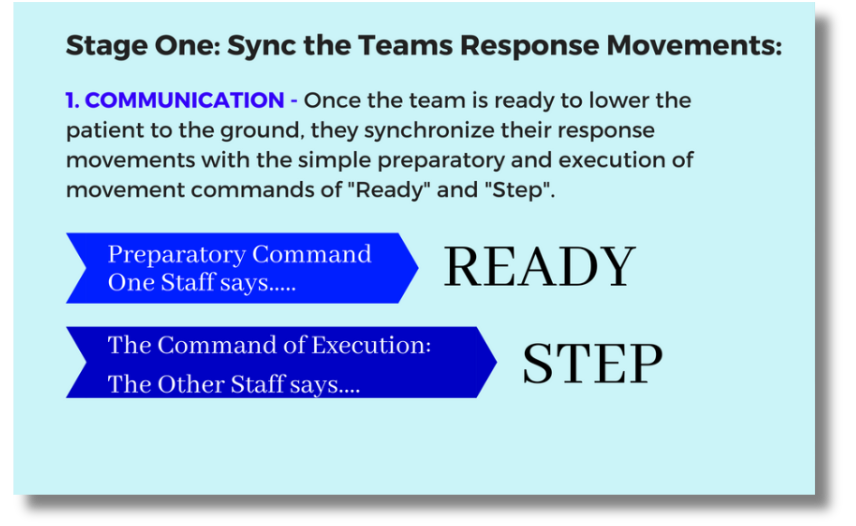 Stage One: Sync the Teams Response Movements:
1. COMMUNICATION - Once the team is ready to lower the
patient to the ground, they synchronize their response
movements with the simple preparatory and execution of
movement commands of "Ready" and "Step".
Preparatory Command
One Staff says.....
READY
The Command of Execution:
The Other Staff says....
STEP